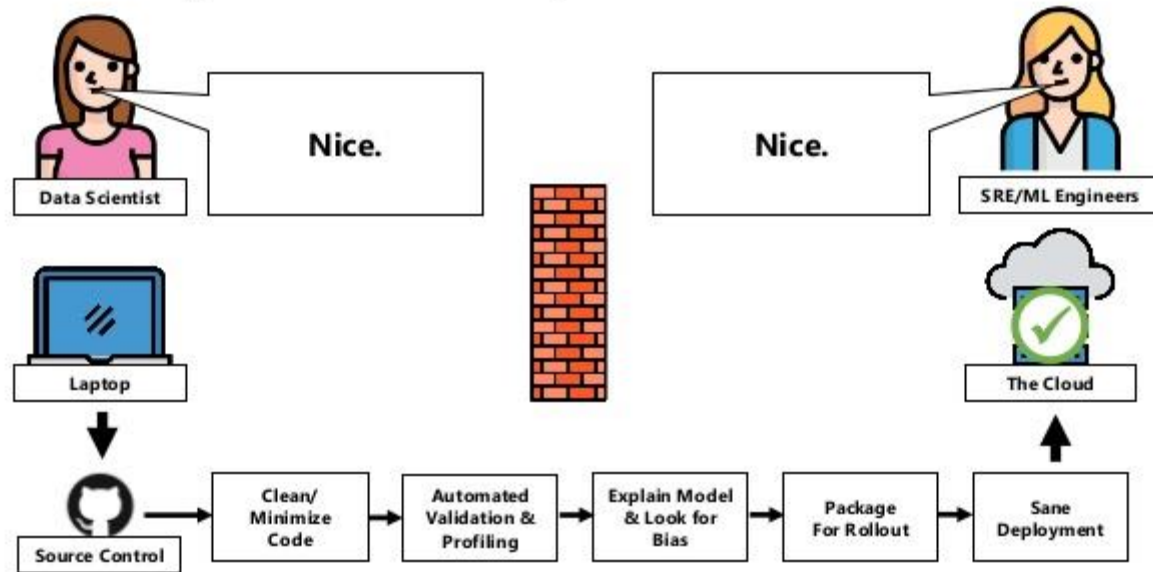 Nice.
Nice.
Data Scientist
SRE/ML Engineers
Laptop
The Cloud
Source Control
Clean/
Minimize
Code
Automated
Validation &
Profiling
Explain Model
& Look for
Bias
Package
For Rollout
Sane
Deployment